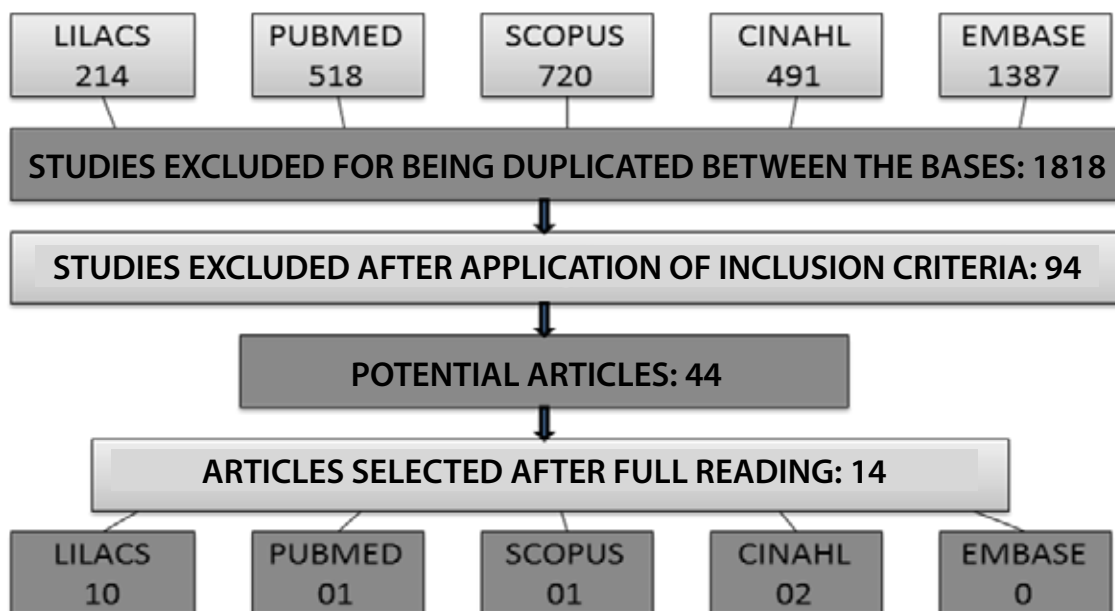 LILACS
214
PUBMED
518
SCOPUS
720
CINAHL
491
EMBASE
1387
STUDIES EXCLUDED FOR BEING DUPLICATED BETWEEN THE BASES: 1818
STUDIES EXCLUDED AFTER APPLICATION OF INCLUSION CRITERIA: 94
POTENTIAL ARTICLES: 44
ARTICLES SELECTED AFTER FULL READING: 14
LILACS
10
PUBMED
01
SCOPUS
01
CINAHL
02
EMBASE
0